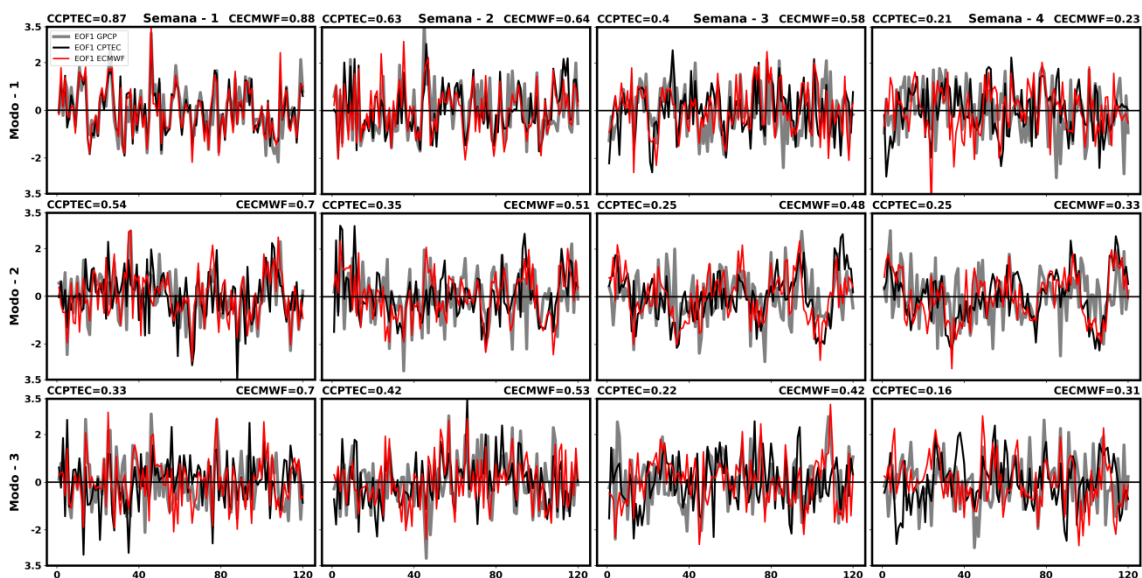 CCPTEC=0.87 Semana - 1 CECMWF=0.88 CCPTEC=0.63 Semana - 2 CECMWF=0.64 CCPTEC=0.4 Semana - 3 CECMWF=0.58 CCPTEC=0.21 Semana - 4 CECMWF=0.23
3.5
EOF1 GPCP
EOF1 CPTEC
EOF1 ECMWF
2
Modo - 1
0
-2
3.5
CCPTEC=0.54 CECMWF=0.7 CCPTEC=0.35 CECMWF=0.51 CCPTEC=0.25 CECMWF=0.48 CCPTEC=0.25 CECMWF=0.33
3.5
2
Modo - 2
0
-2
3.5
CCPTEC=0.33 CECMWF=0.7 CCPTEC=0.42 CECMWF=0.53 CCPTEC=0.22 CECMWF=0.42 CCPTEC=0.16 CECMWF=0.31
3.5
2
Modo - 3
0
-2
3.5
0 40 80 120 0 40 80 120 0 40 80 120 0 40 80 120